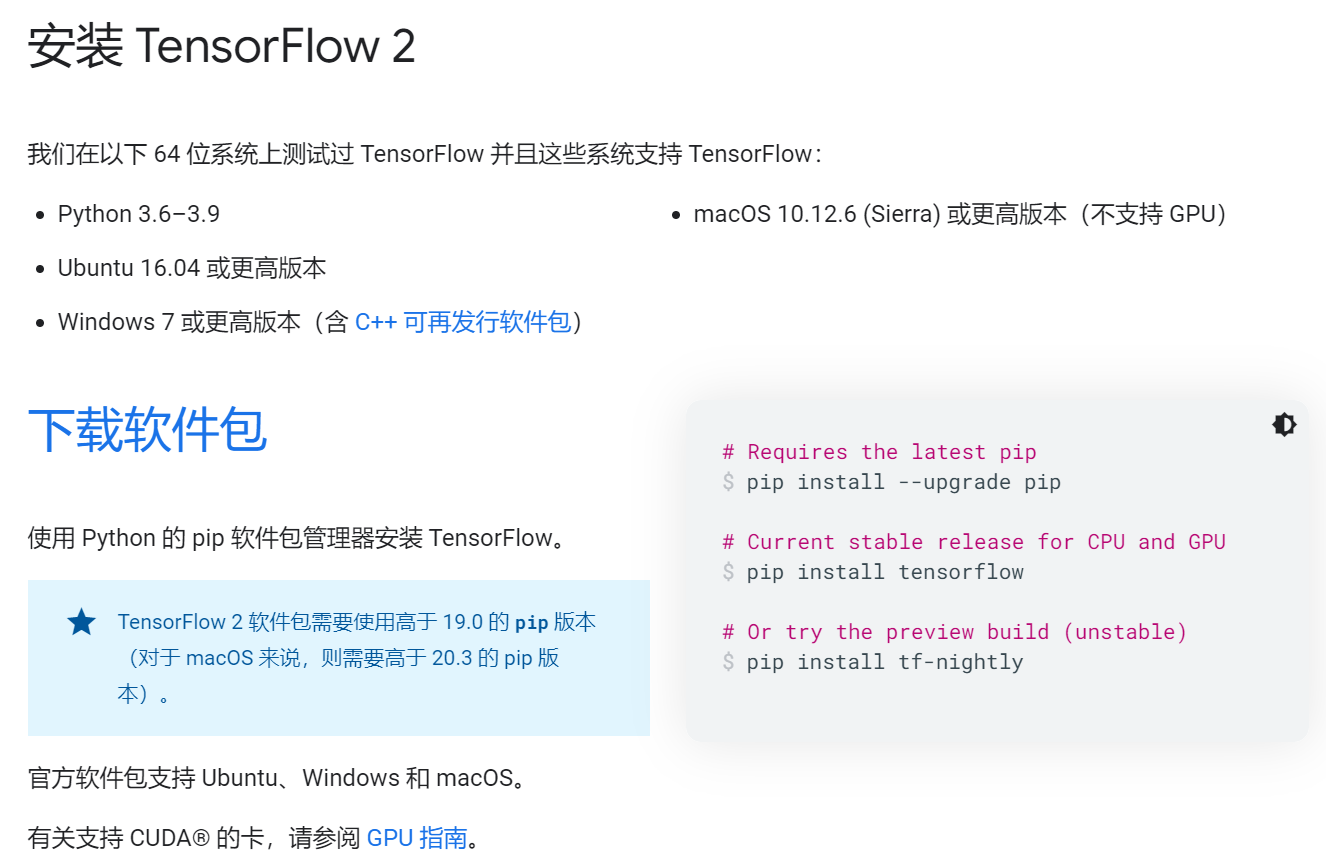 安装 TensorFlow 2
我们在以下 64 位系统上测试过 TensorFlow 并且这些系统支持 TensorFlow：
Python 3.6–3.9
Ubuntu 16.04 或更高版本
Windows 7 或更高版本（含 C++ 可再发行软件包）
macOS 10.12.6 (Sierra) 或更高版本（不支持 GPU）
下载软件包
使用 Python 的 pip 软件包管理器安装 TensorFlow。
TensorFlow 2 软件包需要使用高于 19.0 的 pip 版本
（对于 macOS 来说，则需要高于 20.3 的 pip 版
本）。
官方软件包支持 Ubuntu、Windows 和 macOS。
有关支持 CUDA® 的卡，请参阅 GPU 指南。
# Requires the latest pip
$ pip install --upgrade pip
# Current stable release for CPU and GPU
$ pip install tensorflow
# Or try the preview build (unstable)
$ pip install tf-nightly